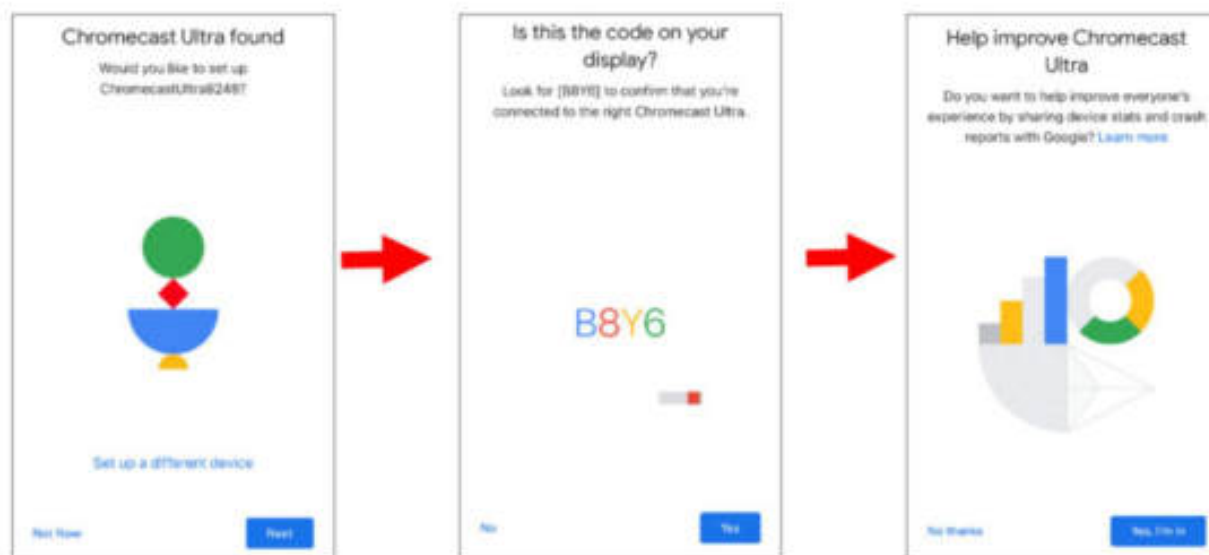 Chromecast Ultra found
Would you like to set up
ChromecastUltra8248?
Set up a different device
Not Now
Next
Is this the code on your
display?
Look for [B8Y6] to confirm that you're
connected to the right Chromecast Ultra.
B8Y6
No
Yes
Help improve Chromecast
Ultra
Do you want to help improve everyone's
experience by sharing device stats and crash
reports with Google? Learn more
No thanks
Yes, I'm in